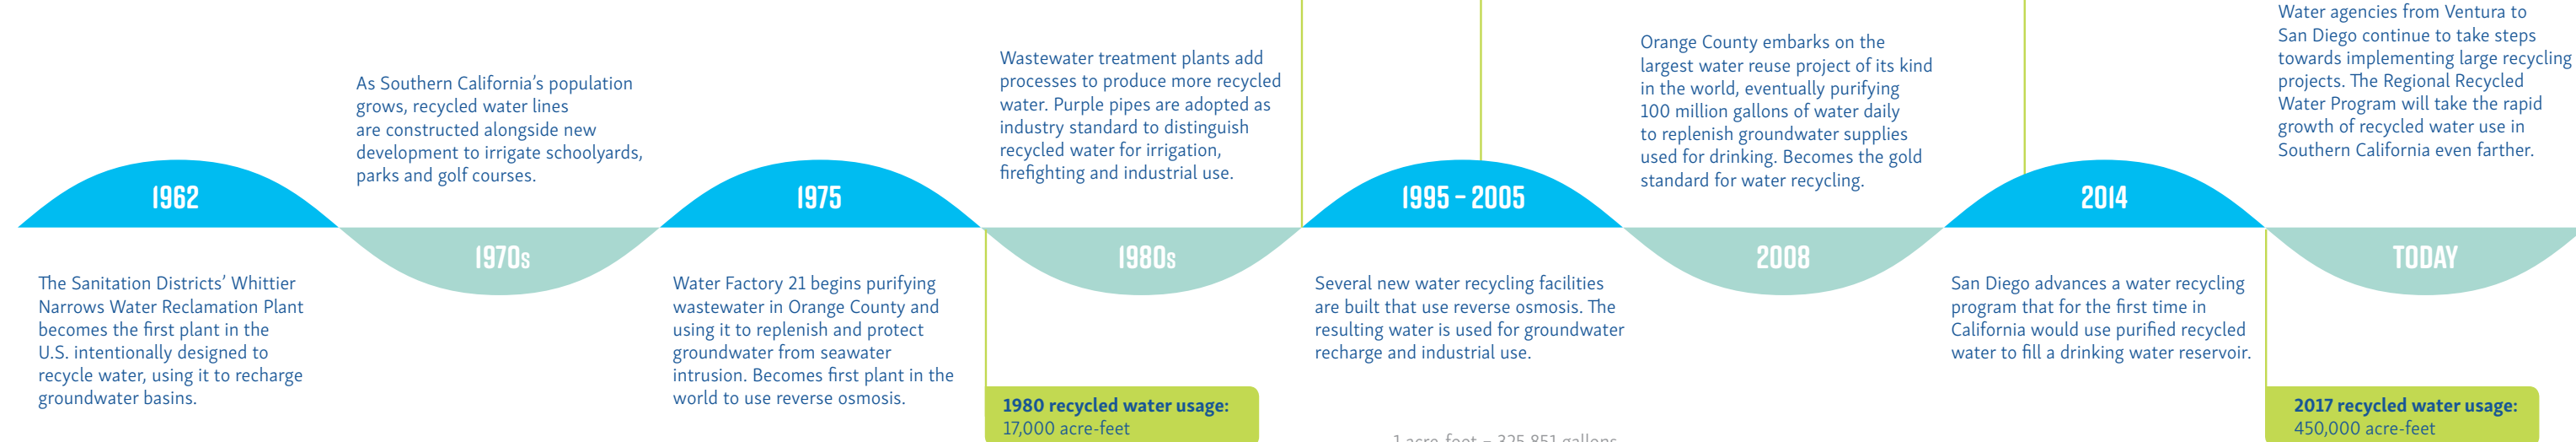 1962
The Sanitation Districts' Whittier
Narrows Water Reclamation Plant
becomes the first plant in the
U.S. intentionally designed to
recycle water, using it to recharge
groundwater basins.
As Southern California's population
grows, recycled water lines
are constructed alongside new
development to irrigate schoolyards,
parks and golf courses.
1970s
1975
Water Factory 21 begins purifying
wastewater in Orange County and
using it to replenish and protect
groundwater from seawater
intrusion. Becomes first plant in the
world to use reverse osmosis.
Wastewater treatment plants add
processes to produce more recycled
water. Purple pipes are adopted as
industry standard to distinguish
recycled water for irrigation,
firefighting and industrial use.
1980s
1980 recycled water usage:
17,000 acre-feet
1995 – 2005
Several new water recycling facilities
are built that use reverse osmosis. The
resulting water is used for groundwater
recharge and industrial use.
1 acre-feet = 325,851 gallons
Orange County embarks on the
largest water reuse project of its kind
in the world, eventually purifying
100 million gallons of water daily
to replenish groundwater supplies
used for drinking. Becomes the gold
standard for water recycling.
2008
2014
San Diego advances a water recycling
program that for the first time in
California would use purified recycled
water to fill a drinking water reservoir.
Water agencies from Ventura to
San Diego continue to take steps
towards implementing large recycling
projects. The Regional Recycled
Water Program will take the rapid
growth of recycled water use in
Southern California even farther.
TODAY
2017 recycled water usage:
450,000 acre-feet